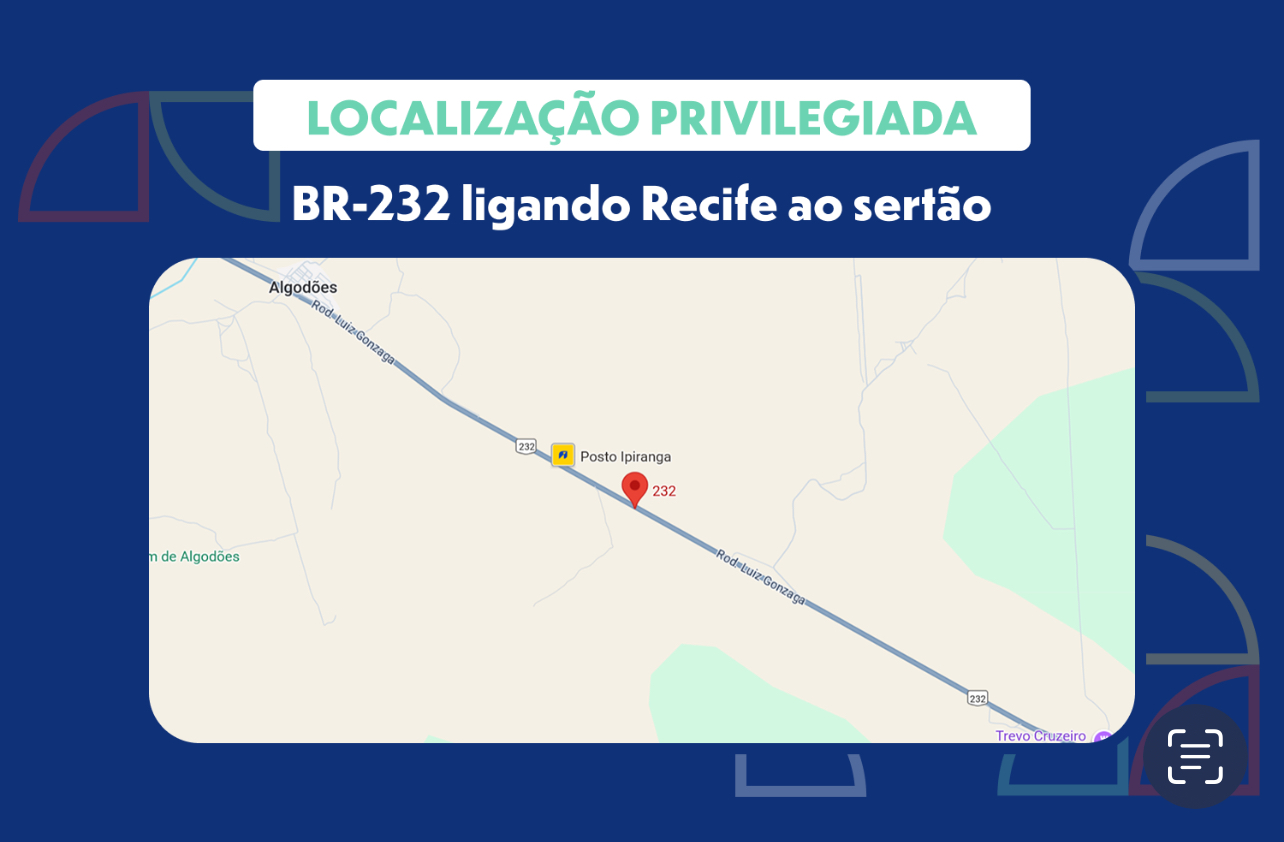 LOCALIZAÇÃO PRIVILEGIADA
BR-232 ligando Recife ao sertão
Algodões
Rod. Luiz Gonzaga
232
Posto Ipiranga
232
m de Algodões
Rod. Luiz Gonzaga
232
Trevo Cruzeiro